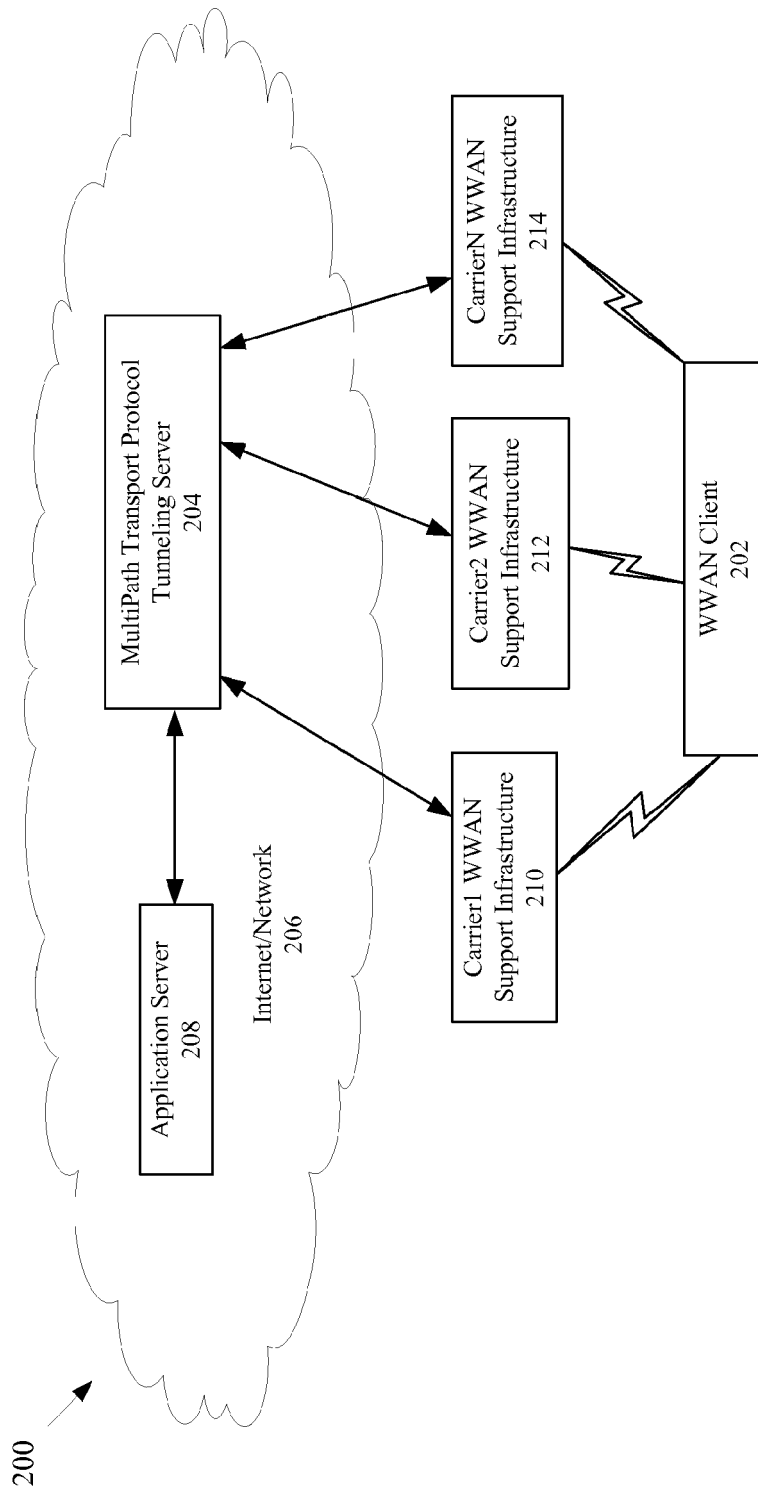 200
Application Server
208
Internet/Network
206
MultiPath Transport Protocol
Tunneling Server
204
Carrier1 WWAN
Support Infrastructure
210
Carrier2 WWAN
Support Infrastructure
212
CarrierN WWAN
Support Infrastructure
214
WWAN Client
202